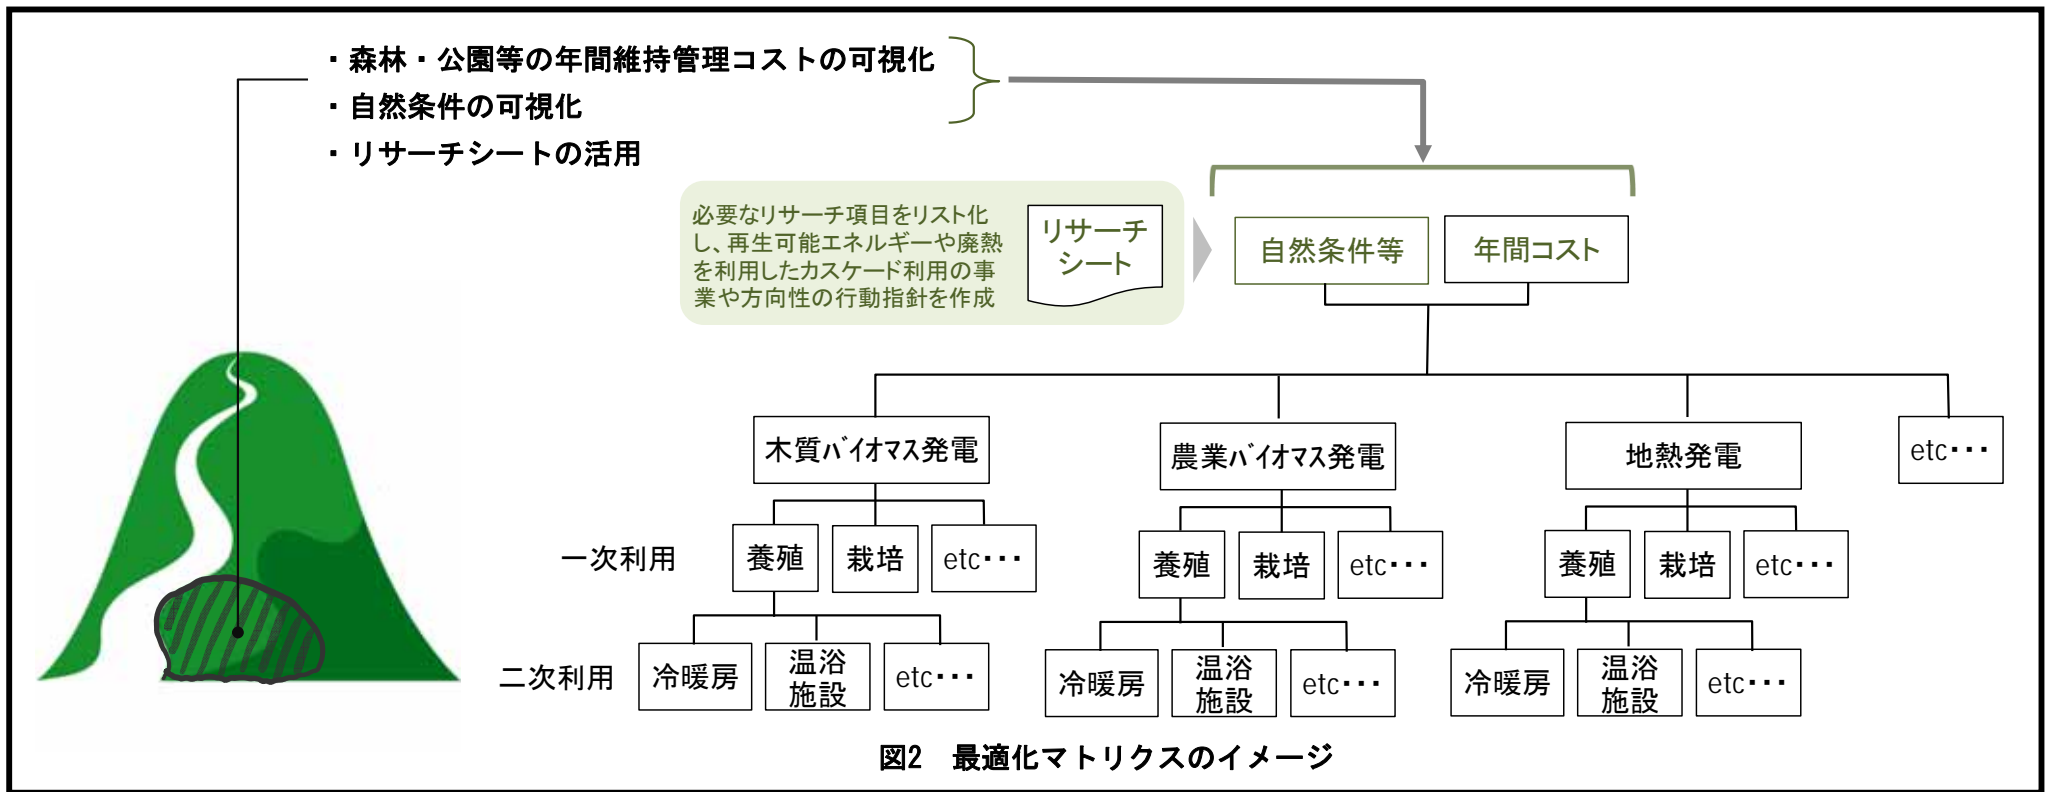 ・森林・公園等の年間維持管理コストの可視化
・自然条件の可視化
・リサーチシートの活用
必要なリサーチ項目をリスト化
し、再生可能エネルギーや廃熱
を利用したカスケード利用の事
業や方向性の行動指針を作成
リサーチ
シート
自然条件等
年間コスト
木質ﾊﾞｲｵﾏｽ発電
農業ﾊﾞｲｵﾏｽ発電
地熱発電
etc･･･
一次利用
養殖
栽培
etc･･･
養殖
栽培
etc･･･
養殖
栽培
etc･･･
二次利用
冷暖房
温浴
施設
etc･･･
冷暖房
温浴
施設
etc･･･
冷暖房
温浴
施設
etc･･･
図2　最適化マトリクスのイメージ